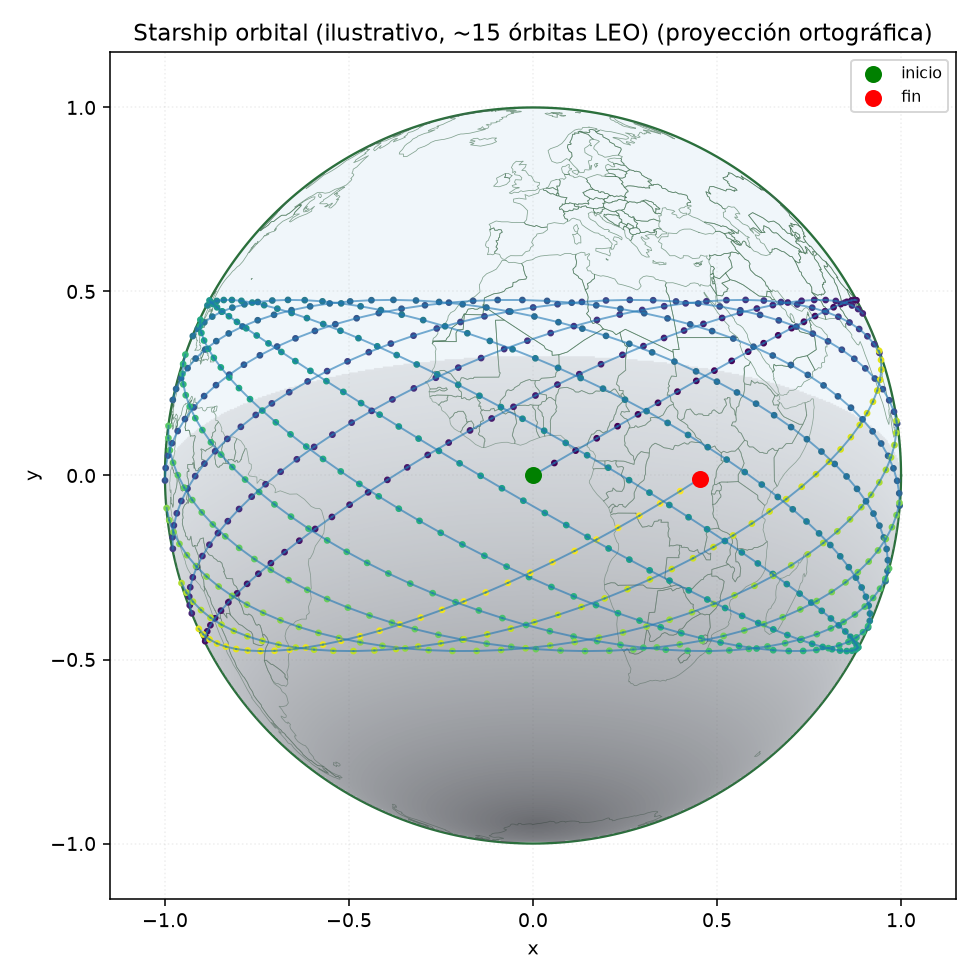 Starship orbital (ilustrativo, ~15 órbitas LEO) (proyección ortográfica)
inicio
fin
1.0
0.5
0.0
−0.5
−1.0
y
−1.0
−0.5
0.0
0.5
1.0
x